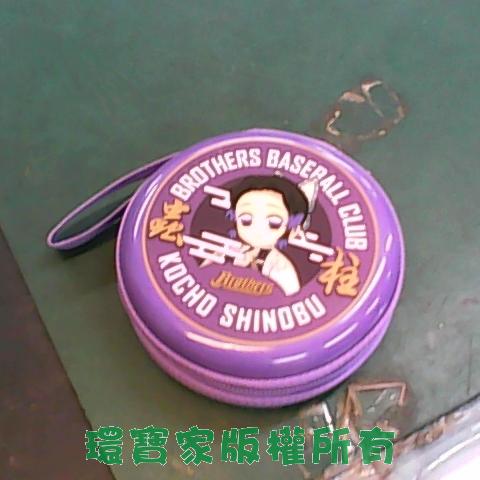 BROTHERS BASEBALL CLUB
蟲 柱
Brothers
KOCHO SHINOBU
環寶家版權所有